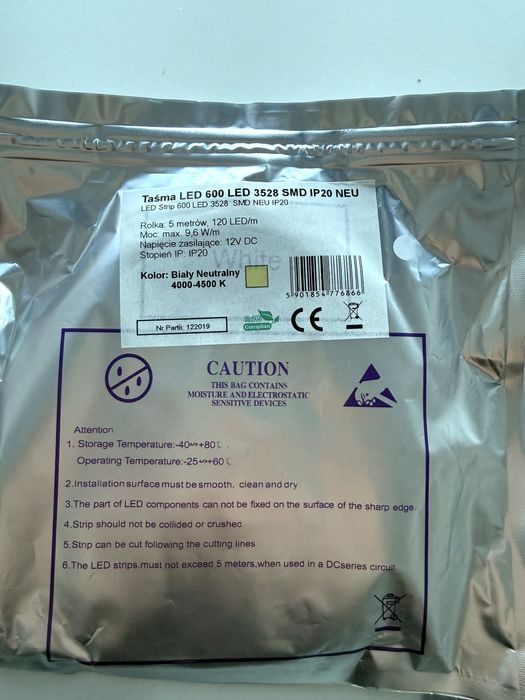 Taśma LED 600 LED 3528 SMD IP20 NEU
LED Strip 600 LED 3528 SMD NEU IP20
Rolka: 5 metrów, 120 LED/m
Moc: max. 9,6 W/m
Napięcie zasilające: 12V DC
Stopień IP: IP20
White
Kolor: Biały Neutralny
4000-4500 K
5 901854 776866
Nr Partii: 122019
RoHS
Compliant
CE
CAUTION
THIS BAG CONTAINS
MOISTURE AND ELECTROSTATIC
SENSITIVE DEVICES
Attention
1. Storage Temperature:-40∽+80℃.
Operating Temperature:-25∽+60℃
2.Installation surface must be smooth, clean and dry
3.The part of LED components can not be fixed on the surface of the sharp edge.
4.Strip should not be collided or crushed
5.Strip can be cut following the cutting lines
6.The LED strips.must not exceed 5 meters,when used in a DCseries circuit